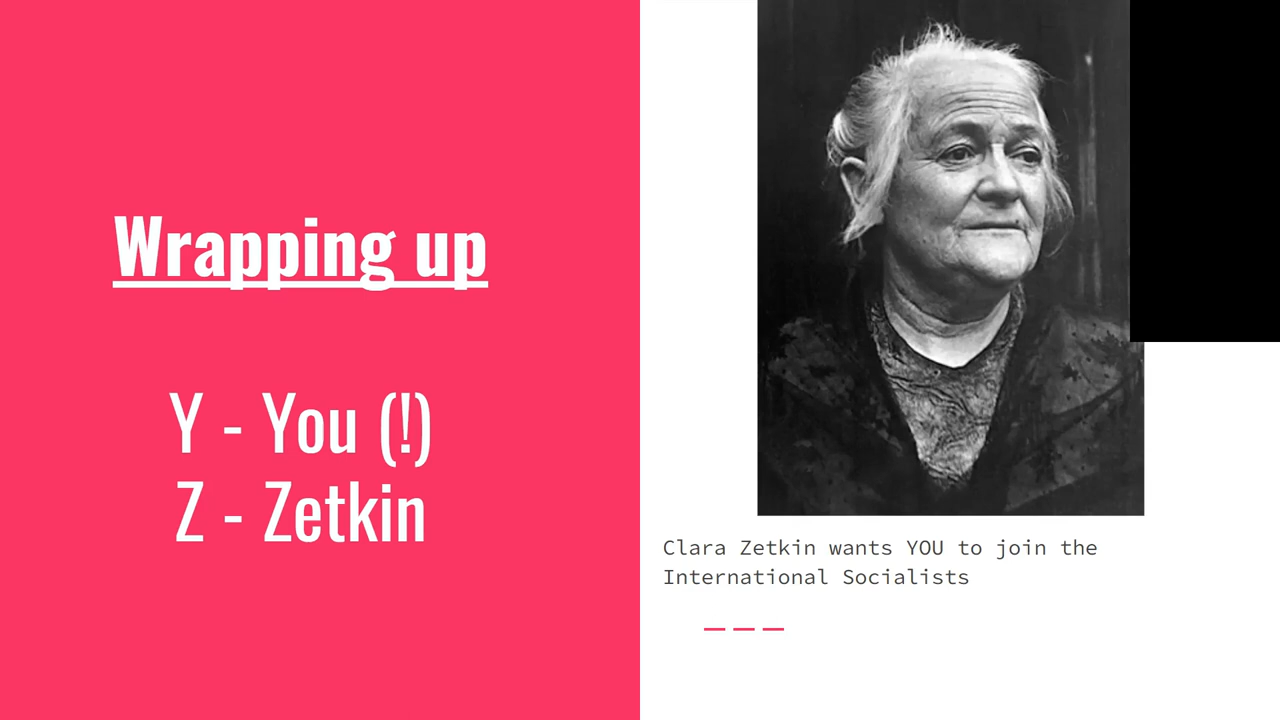 Wrapping up
Y - You (!)
Z - Zetkin
Clara Zetkin wants YOU to join the
International Socialists